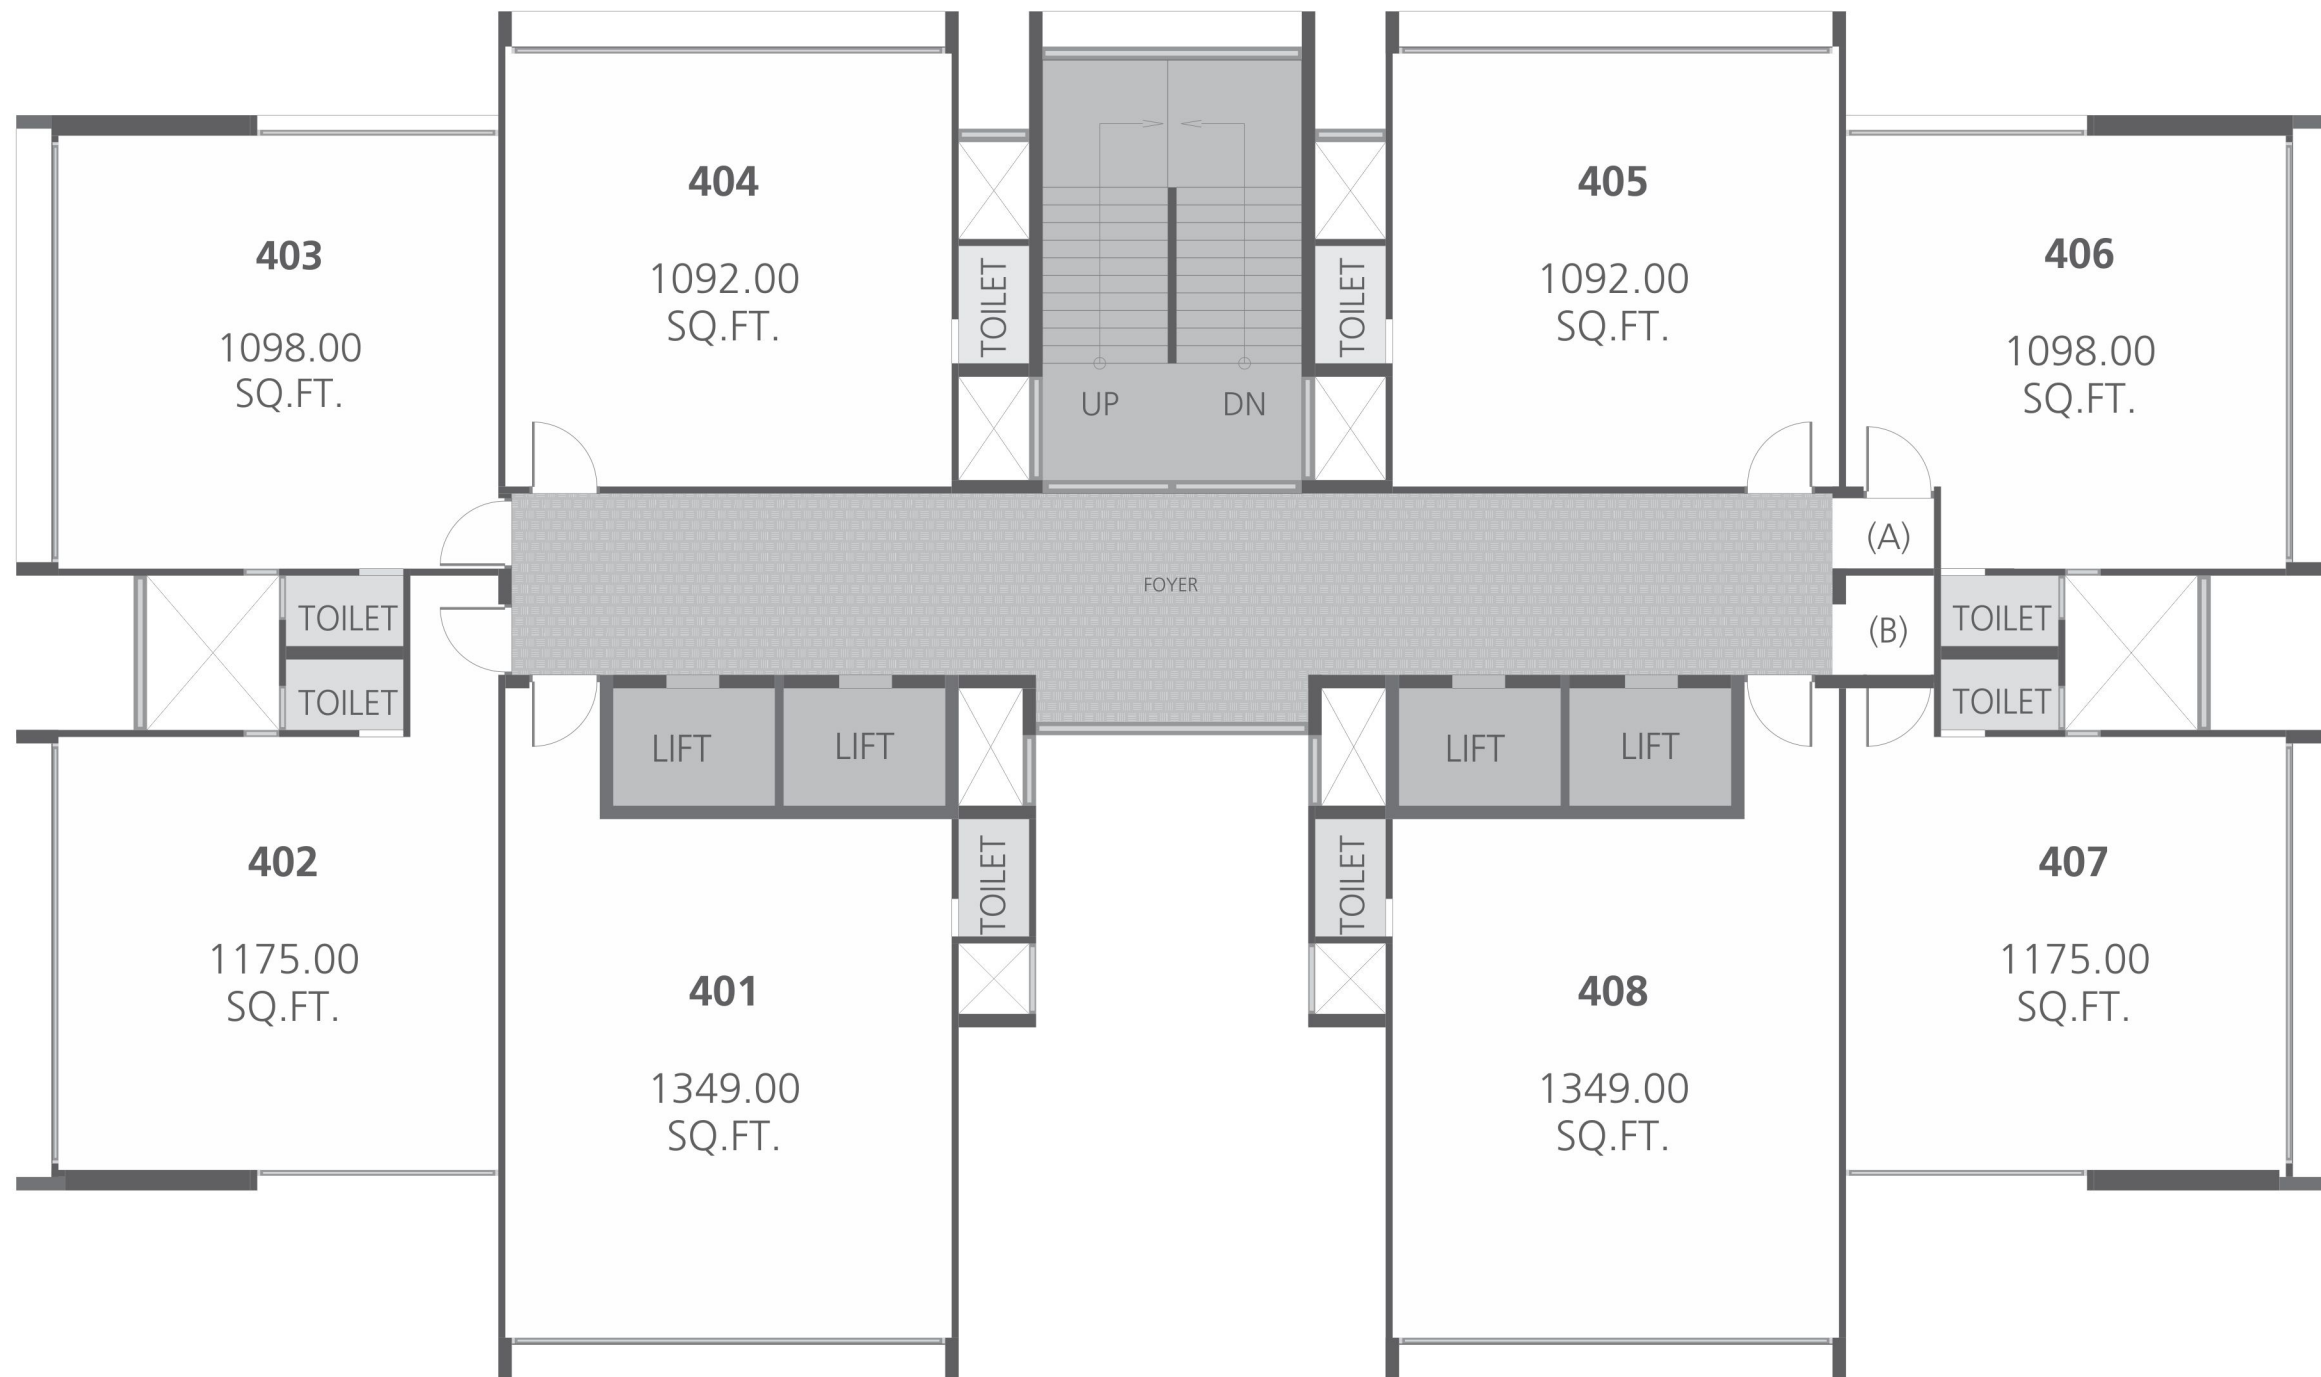 404
1092.00
SQ.FT.
405
1092.00
SQ.FT.
403
1098.00
SQ.FT.
406
1098.00
SQ.FT.
TOILET
TOILET
UP
DN
(A)
FOYER
(B)
TOILET
TOILET
TOILET
TOILET
LIFT
LIFT
LIFT
LIFT
402
1175.00
SQ.FT.
TOILET
TOILET
407
1175.00
SQ.FT.
401
1349.00
SQ.FT.
408
1349.00
SQ.FT.